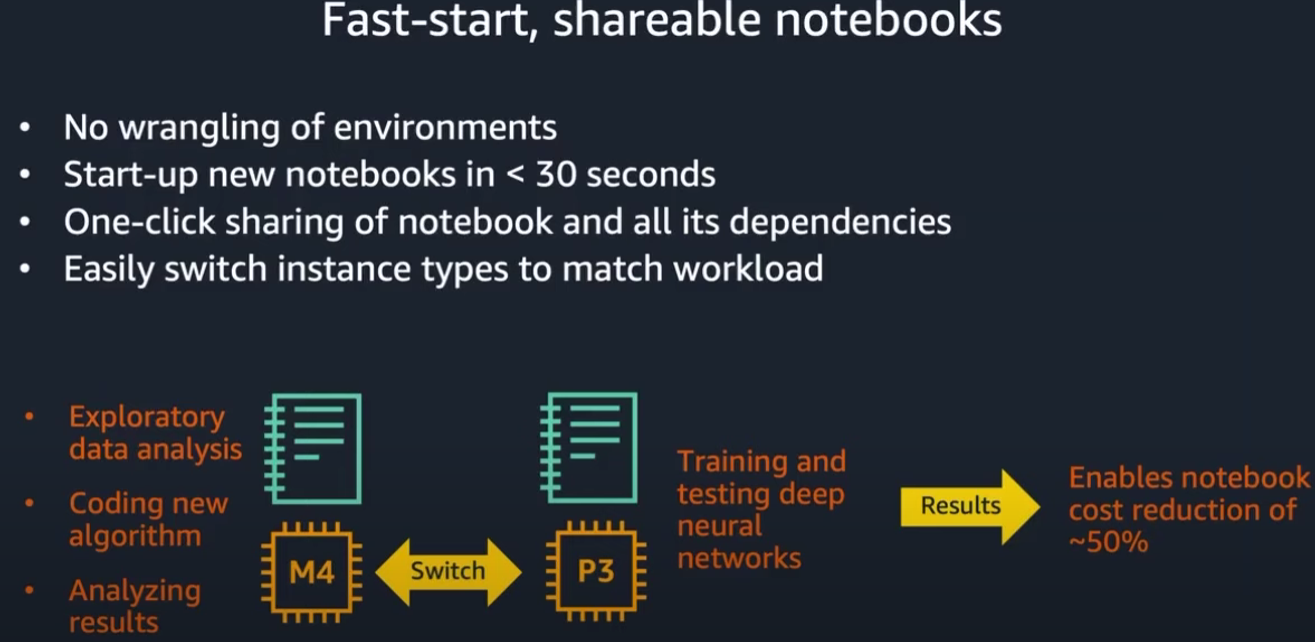 Fast-start, shareable notebooks
• No wrangling of environments
• Start-up new notebooks in < 30 seconds
• One-click sharing of notebook and all its dependencies
• Easily switch instance types to match workload
• Exploratory
data analysis
• Coding new
algorithm
• Analyzing
results
M4
Switch
P3
Training and
testing deep
neural
networks
Results
Enables notebook
cost reduction of
~50%